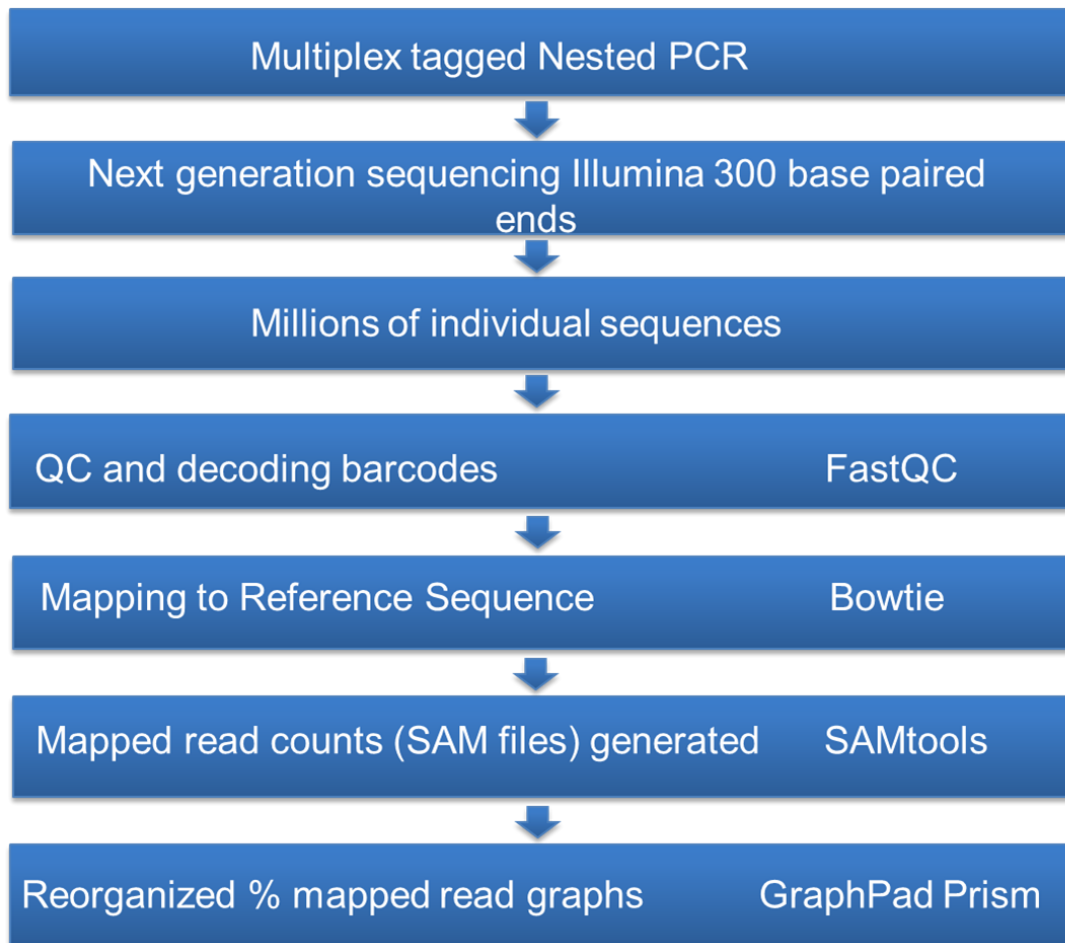 Multiplex tagged Nested PCR
Next generation sequencing Illumina 300 base paired
ends
Millions of individual sequences
QC and decoding barcodes FastQC
Mapping to Reference Sequence Bowtie
Mapped read counts (SAM files) generated SAMtools
Reorganized % mapped read graphs GraphPad Prism